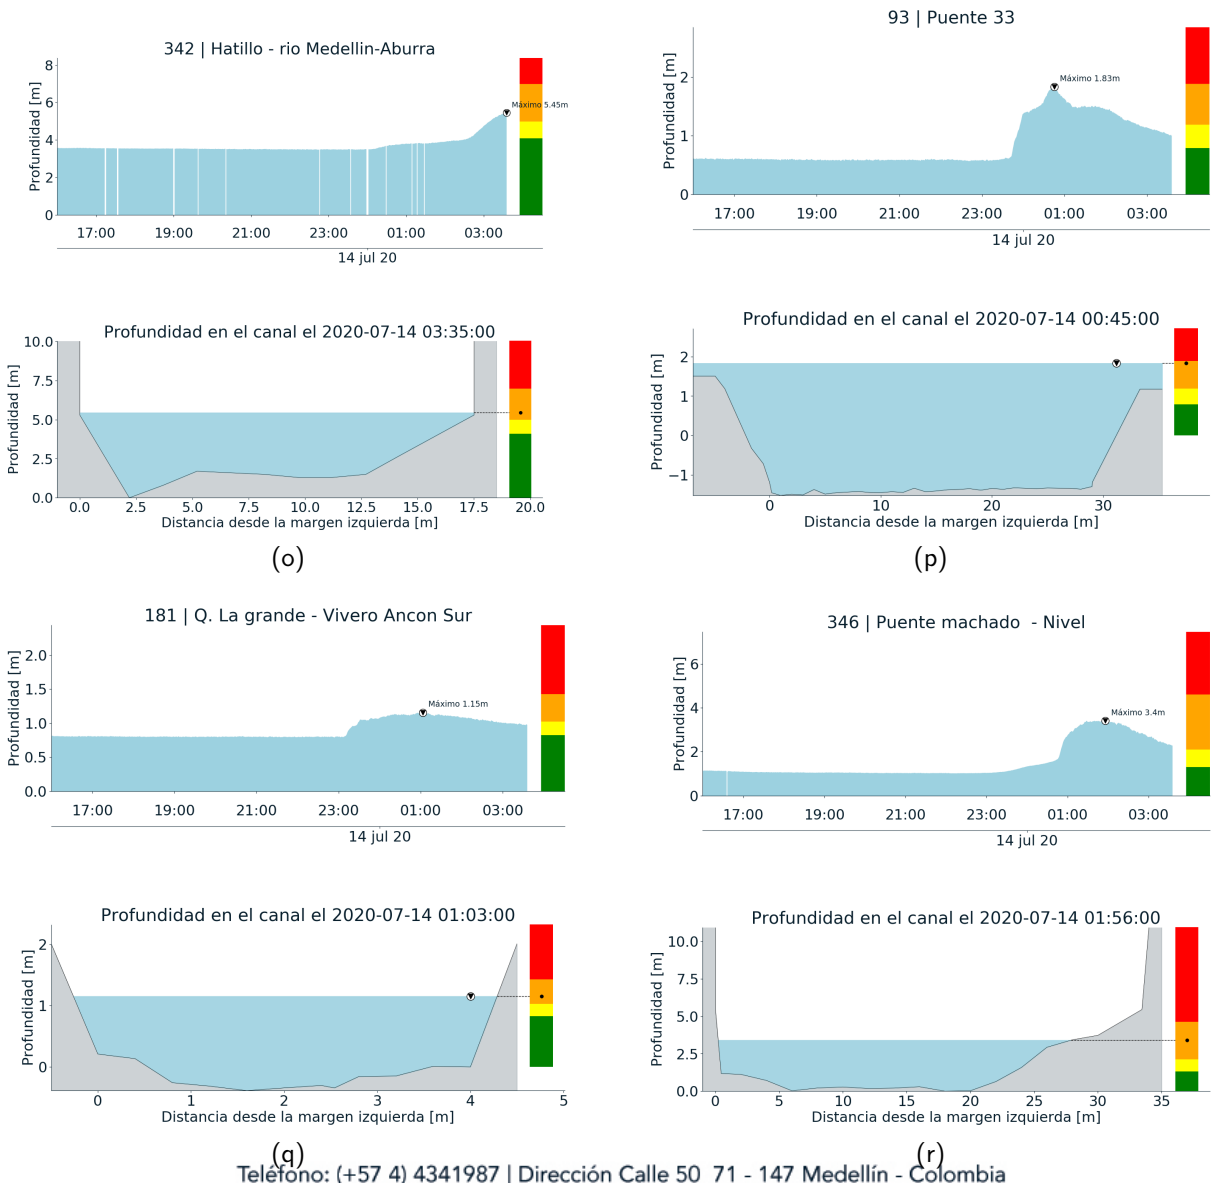 342 | Hatillo - rio Medellin-Aburra
Profundidad [m]
8
6
4
2
0
Máximo 5.45m
17:00 19:00 21:00 23:00 01:00 03:00
14 jul 20
Profundidad en el canal el 2020-07-14 03:35:00
Profundidad [m]
10.0
7.5
5.0
2.5
0.0
0.0 2.5 5.0 7.5 10.0 12.5 15.0 17.5 20.0
Distancia desde la margen izquierda [m]
(o)
93 | Puente 33
Profundidad [m]
2
1
0
Máximo 1.83m
17:00 19:00 21:00 23:00 01:00 03:00
14 jul 20
Profundidad en el canal el 2020-07-14 00:45:00
Profundidad [m]
2
1
0
−1
0 10 20 30
Distancia desde la margen izquierda [m]
(p)
181 | Q. La grande - Vivero Ancon Sur
Profundidad [m]
2.0
1.5
1.0
0.5
0.0
Máximo 1.15m
17:00 19:00 21:00 23:00 01:00 03:00
14 jul 20
Profundidad en el canal el 2020-07-14 01:03:00
Profundidad [m]
2
1
0
0 1 2 3 4 5
Distancia desde la margen izquierda [m]
(q)
346 | Puente machado - Nivel
Profundidad [m]
6
4
2
0
Máximo 3.4m
17:00 19:00 21:00 23:00 01:00 03:00
14 jul 20
Profundidad en el canal el 2020-07-14 01:56:00
Profundidad [m]
10.0
7.5
5.0
2.5
0.0
0 5 10 15 20 25 30 35
Distancia desde la margen izquierda [m]
(r)
Teléfono: (+57 4) 4341987 | Dirección Calle 50 71 - 147 Medellín - Colombia